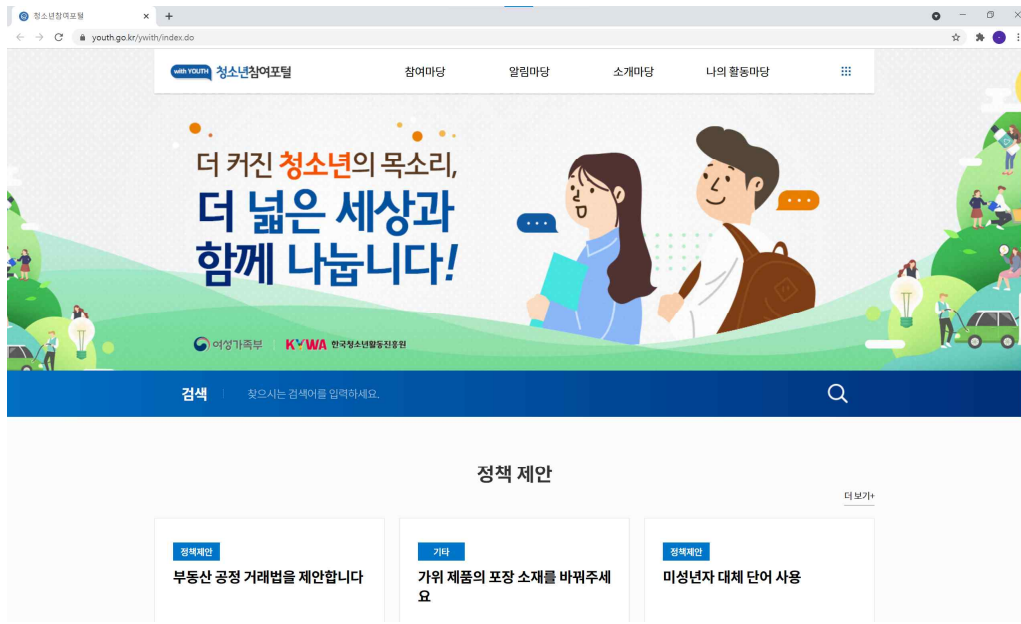 청소년참여포털
youth.go.kr/ywith/index.do
with YOUTH 청소년참여포털
참여마당 알림마당 소개마당 나의 활동마당
더 커진 청소년의 목소리,
더 넓은 세상과
함께 나눕니다!
여성가족부 KYWA 한국청소년활동진흥원
검색 찾으시는 검색어를 입력하세요.
정책 제안
더 보기+
정책제안 기타 정책제안
부동산 공정 거래법을 제안합니다 가위 제품의 포장 소재를 바꿔주세 미성년자 대체 단어 사용
요